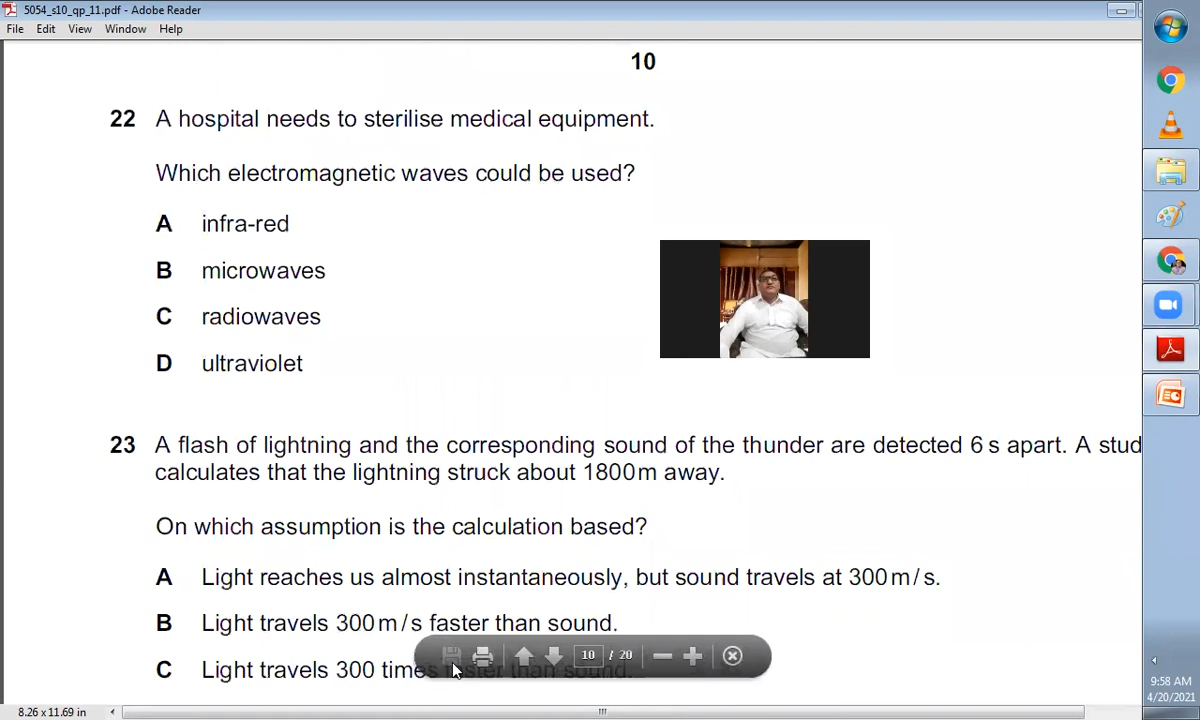 5054_s10_qp_11.pdf - Adobe Reader
File Edit View Window Help
10
22 A hospital needs to sterilise medical equipment.
Which electromagnetic waves could be used?
A infra-red
B microwaves
C radiowaves
D ultraviolet
23 A flash of lightning and the corresponding sound of the thunder are detected 6 s apart. A stud
calculates that the lightning struck about 1800 m away.
On which assumption is the calculation based?
A Light reaches us almost instantaneously, but sound travels at 300 m / s.
B Light travels 300 m / s faster than sound.
C Light travels 300 times faster than sound.
10 / 20
8.26 x 11.69 in
9:58 AM
4/20/2021